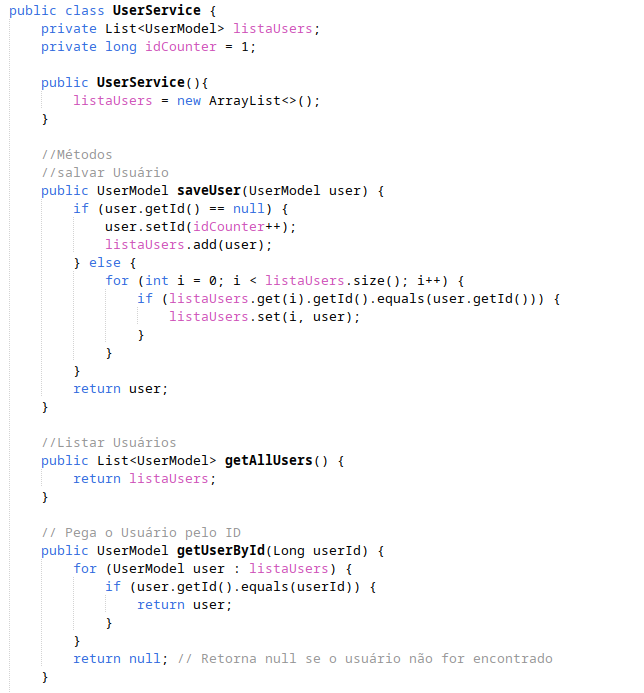 public class UserService {
    private List<UserModel> listaUsers;
    private long idCounter = 1;

    public UserService(){
        listaUsers = new ArrayList<>();
    }

    //Métodos
    //salvar Usuário
    public UserModel saveUser(UserModel user) {
        if (user.getId() == null) {
            user.setId(idCounter++);
            listaUsers.add(user);
        } else {
            for (int i = 0; i < listaUsers.size(); i++) {
                if (listaUsers.get(i).getId().equals(user.getId())) {
                    listaUsers.set(i, user);
                }
            }
        }
        return user;
    }

    //Listar Usuários
    public List<UserModel> getAllUsers() {
        return listaUsers;
    }

    // Pega o Usuário pelo ID
    public UserModel getUserById(Long userId) {
        for (UserModel user : listaUsers) {
            if (user.getId().equals(userId)) {
                return user;
            }
        }
        return null; // Retorna null se o usuário não for encontrado
    }